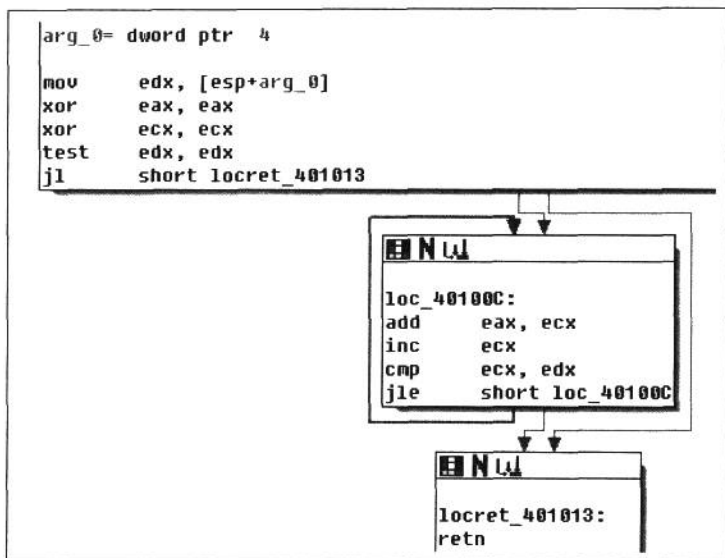 arg_0= dword ptr  4
mov     edx, [esp+arg_0]
xor     eax, eax
xor     ecx, ecx
test    edx, edx
jl      short locret_401013
loc_40100C:
add     eax, ecx
inc     ecx
cmp     ecx, edx
jle     short loc_40100C
locret_401013:
retn